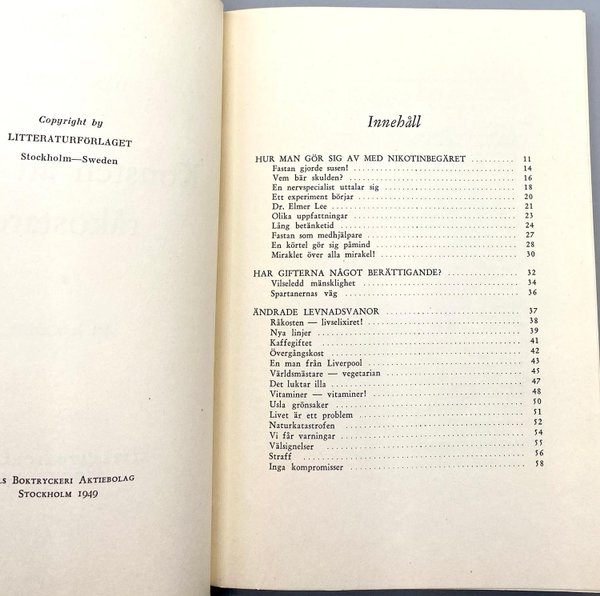 Copyright by
LITTERATURFÖRLAGET
Stockholm—Sweden
BOKTRYCKERI AKTIEBOLAG
STOCKHOLM 1949
Innehåll
HUR MAN GÖR SIG AV MED NIKOTINBEGÄRET .......... 11
Fastan gjorde susen! .......... 14
Vem bär skulden? .......... 16
En nervspecialist uttalar sig .......... 18
Ett experiment börjar .......... 20
Dr. Elmer Lee .......... 21
Olika uppfattningar .......... 23
Lång betänketid .......... 24
Fastan som medhjälpare .......... 27
En körtel gör sig påmind .......... 28
Miraklet över alla mirakel! .......... 30
HAR GIFTERNA NÅGOT BERÄTTIGANDE? .......... 32
Vilseledd mänsklighet .......... 34
Spartanernas väg .......... 36
ÄNDRADE LEVNADSVANOR .......... 37
Råkosten — livselixiret! .......... 38
Nya linjer .......... 39
Kaffegiftet .......... 41
Övergångskost .......... 42
En man från Liverpool .......... 43
Världsmästare — vegetarian .......... 45
Det luktar illa .......... 47
Vitaminer — vitaminer! .......... 48
Usla grönsaker .......... 50
Livet är ett problem .......... 51
Naturkatastrofen .......... 52
Vi får varningar .......... 54
Välsignelser .......... 55
Straff .......... 56
Inga kompromisser .......... 58